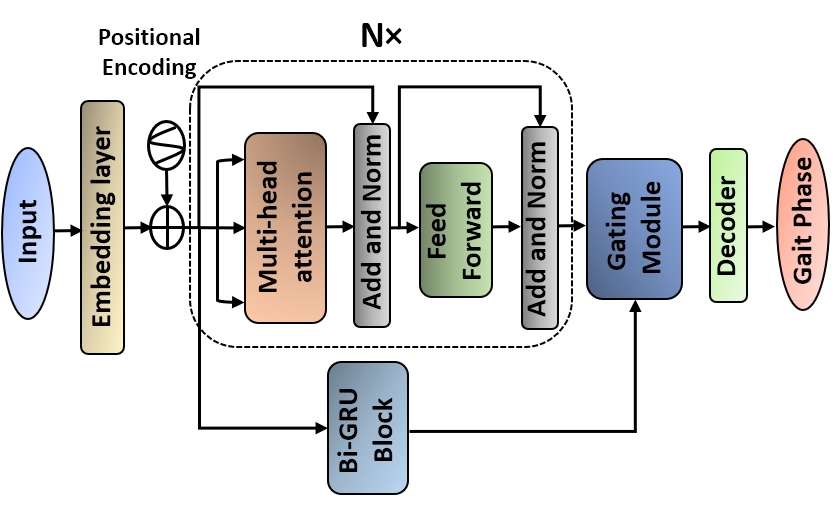 Positional
Encoding
N×
Input
Embedding layer
Multi-head
attention
Add and Norm
Feed
Forward
Add and Norm
Gating
Module
Decoder
Gait Phase
Bi-GRU
Block